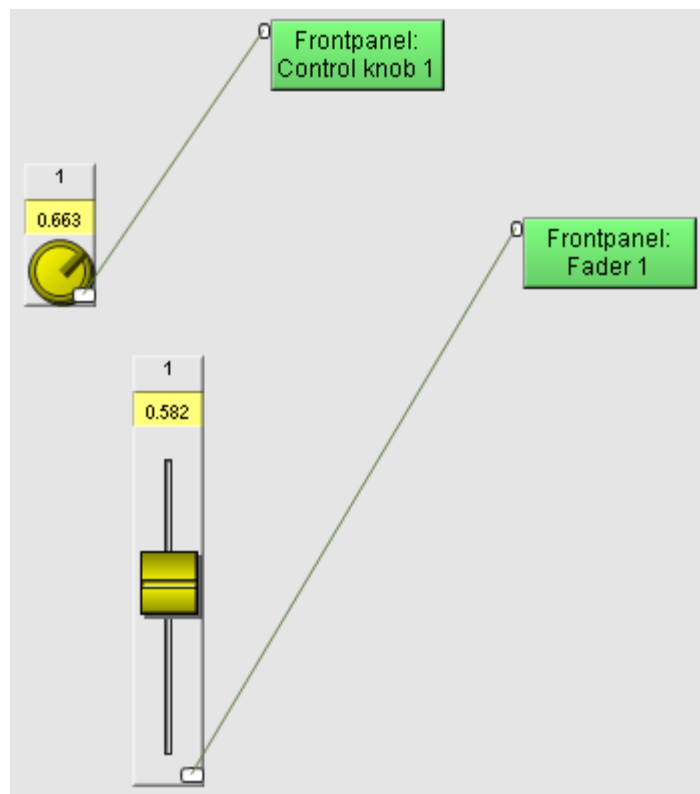 Frontpanel:
Control knob 1
1
0.663
Frontpanel:
Fader 1
1
0.582